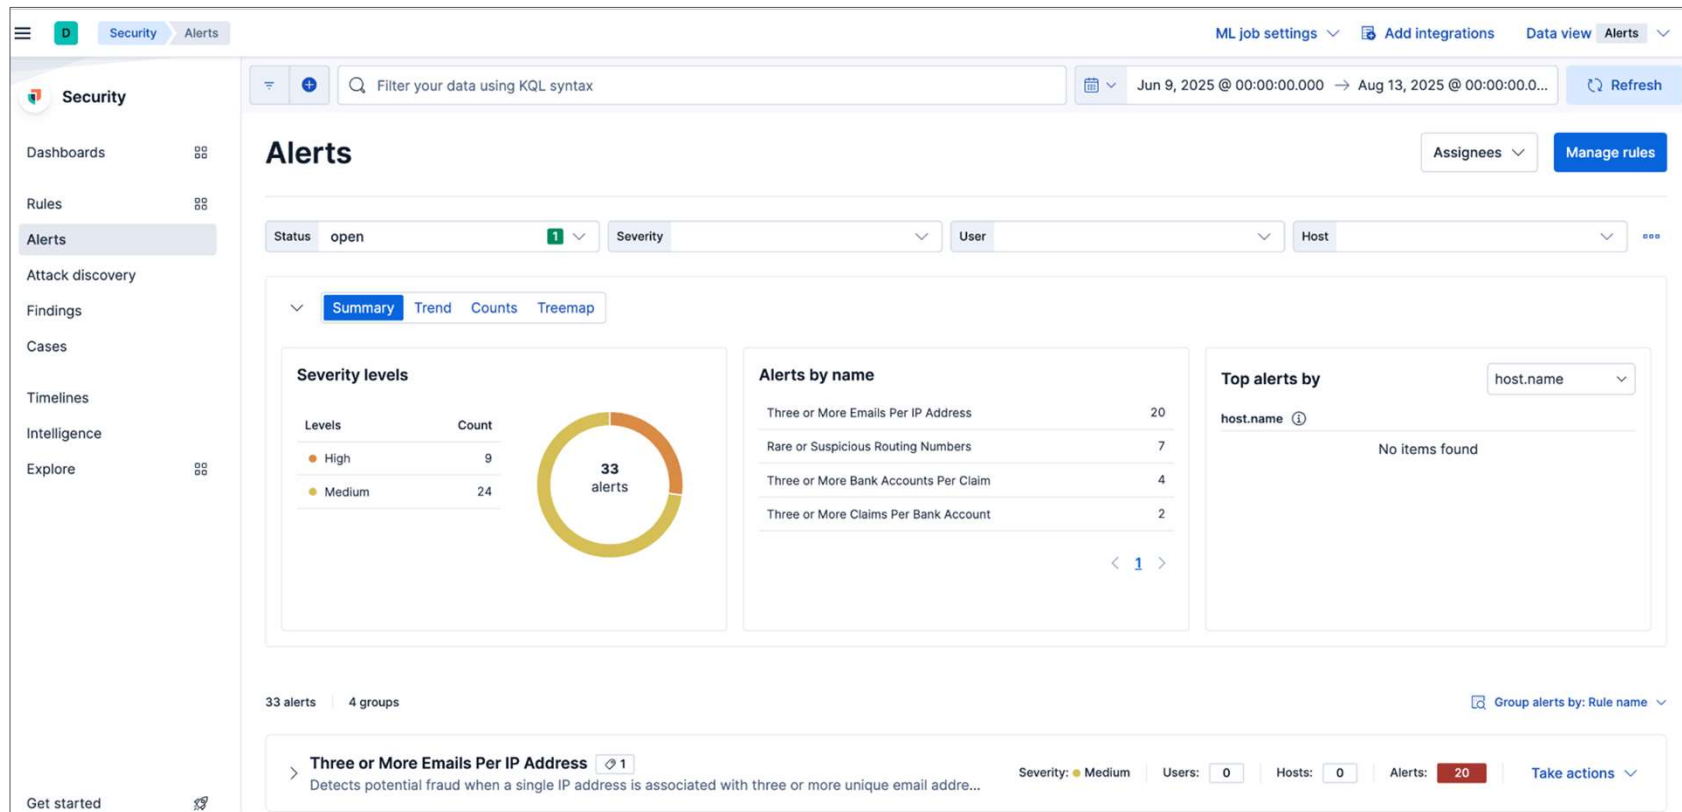 D Security Alerts ML job settings Add integrations Data view Alerts
Security
Filter your data using KQL syntax Jun 9, 2025 @ 00:00:00.000 → Aug 13, 2025 @ 00:00:00.0... Refresh
Dashboards
Rules
Alerts
Attack discovery
Findings
Cases
Timelines
Intelligence
Explore
Get started
Alerts Assignees Manage rules
Status open 1 Severity User Host
Summary Trend Counts Treemap
Severity levels
Levels Count
High 9
Medium 24
33
alerts
Alerts by name
Three or More Emails Per IP Address 20
Rare or Suspicious Routing Numbers 7
Three or More Bank Accounts Per Claim 4
Three or More Claims Per Bank Account 2
< 1 >
Top alerts by host.name
host.name
No items found
33 alerts 4 groups Group alerts by: Rule name
Three or More Emails Per IP Address 1
Detects potential fraud when a single IP address is associated with three or more unique email addre...
Severity: Medium Users: 0 Hosts: 0 Alerts: 20 Take actions